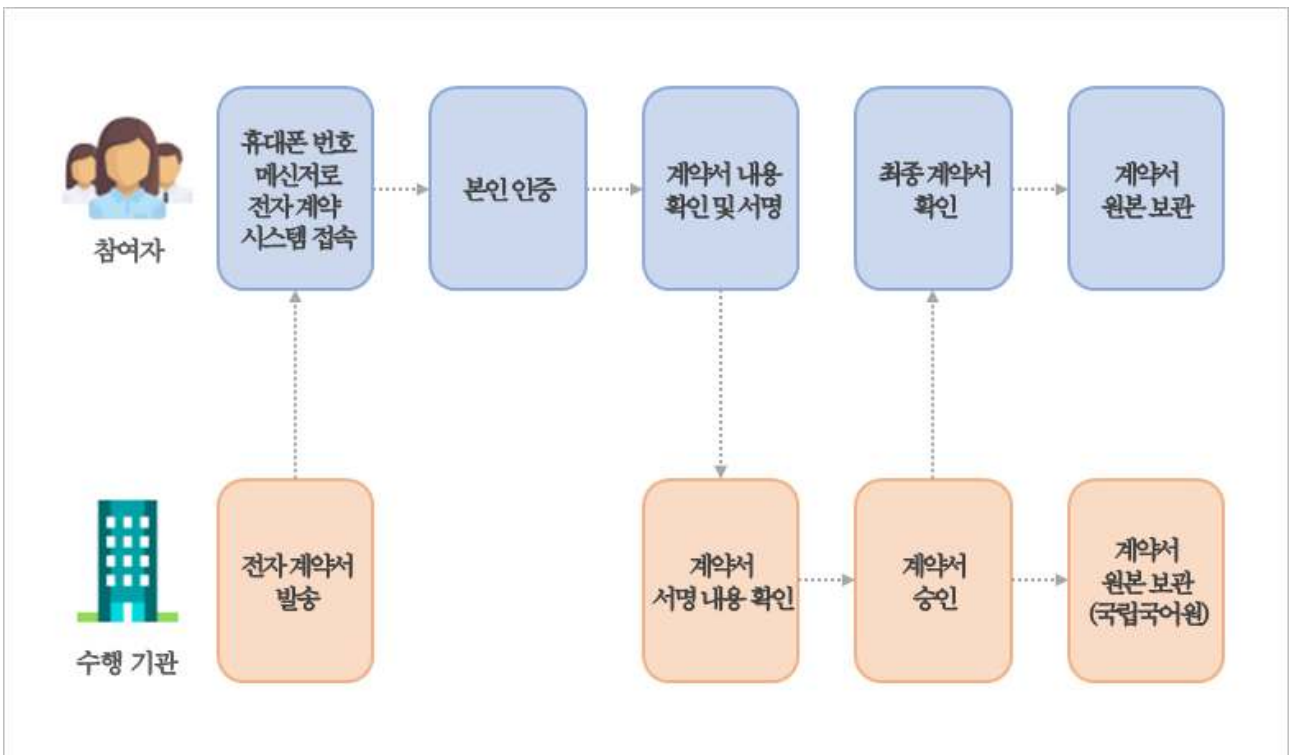 휴대폰 번호
메신저로
전자 계약
시스템 접속
본인 인증
계약서 내용
확인 및 서명
최종 계약서
확인
계약서
원본 보관
참여자
전자 계약서
발송
계약서
서명 내용 확인
계약서
승인
계약서
원본 보관
(국립국어원)
수행 기관